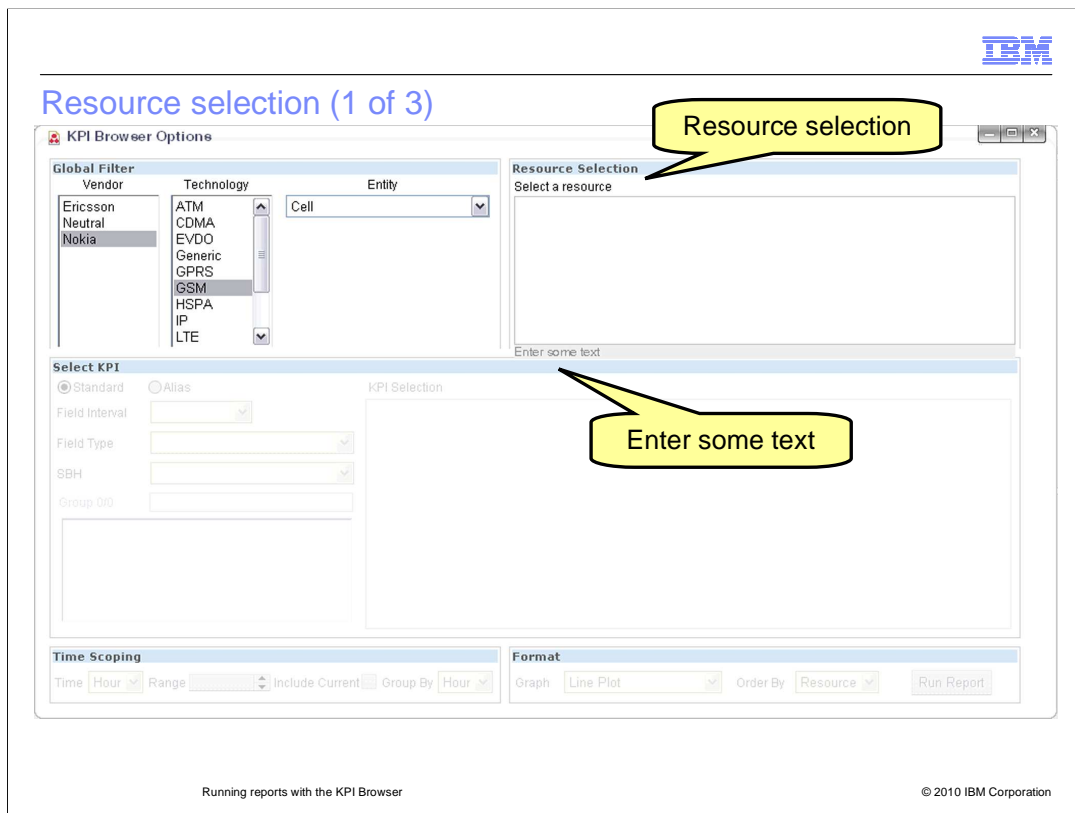 IBM
Resource selection (1 of 3)
Resource selection
KPI Browser Options
Global Filter
Vendor Technology Entity
Ericsson
Neutral
Nokia
ATM
CDMA
EVDO
Generic
GPRS
GSM
HSPA
IP
LTE
Cell
Resource Selection
Select a resource
Enter some text
Select KPI
Standard Alias
Field Interval
Field Type
SBH
Group 0f0
KPI Selection
Enter some text
Time Scoping
Time Hour Range Include Current Group By Hour
Format
Graph Line Plot Order By Resource Run Report
Running reports with the KPI Browser
© 2010 IBM Corporation